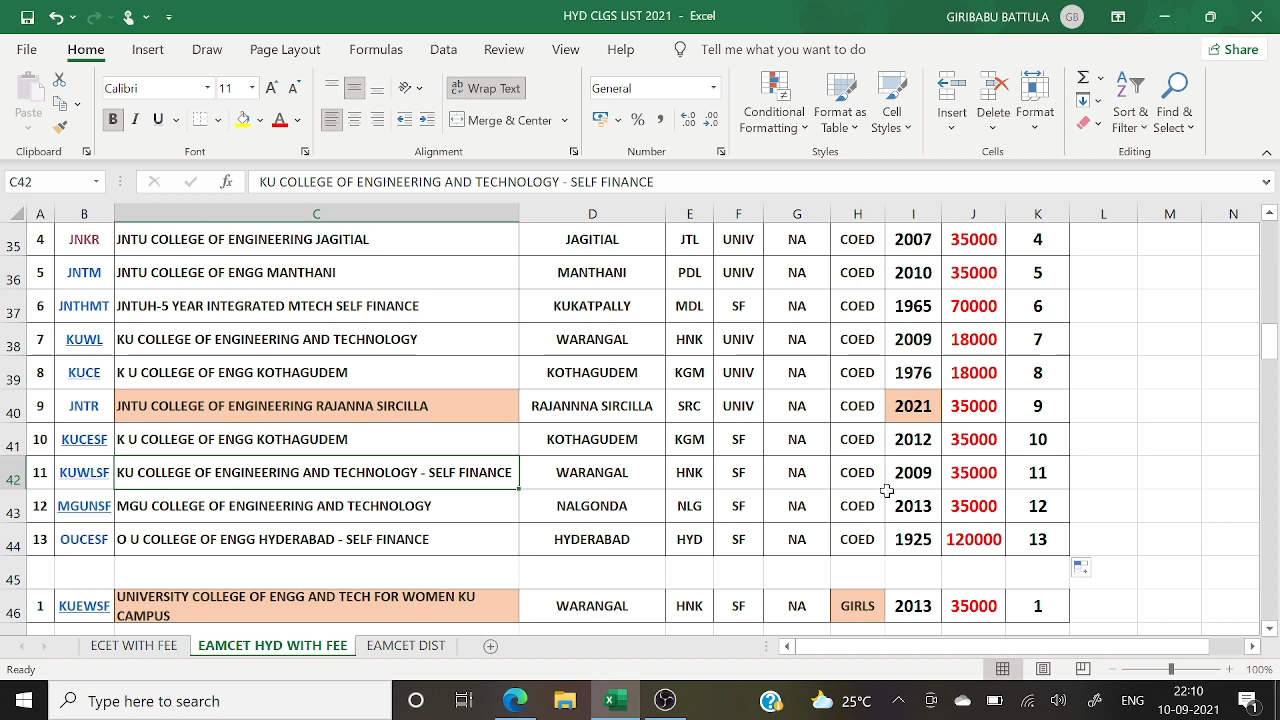 HYD CLGS LIST 2021 - Excel
GIRIBABU BATTULA GB
File Home Insert Draw Page Layout Formulas Data Review View Help Tell me what you want to do Share
Paste
Clipboard
Calibri 11
B I U
Font
Wrap Text
Merge & Center
Alignment
General
Number
Conditional Formatting
Format as Table
Cell Styles
Styles
Insert Delete Format
Cells
Sort & Filter
Find & Select
Editing
C42 fx KU COLLEGE OF ENGINEERING AND TECHNOLOGY - SELF FINANCE
A B C D E F G H I J K L M N
35 4 JNKR JNTU COLLEGE OF ENGINEERING JAGITIAL JAGITIAL JTL UNIV NA COED 2007 35000 4
36 5 JNTM JNTU COLLEGE OF ENGG MANTHANI MANTHANI PDL UNIV NA COED 2010 35000 5
37 6 JNTHMT JNTUH-5 YEAR INTEGRATED MTECH SELF FINANCE KUKATPALLY MDL SF NA COED 1965 70000 6
38 7 KUWL KU COLLEGE OF ENGINEERING AND TECHNOLOGY WARANGAL HNK UNIV NA COED 2009 18000 7
39 8 KUCE K U COLLEGE OF ENGG KOTHAGUDEM KOTHAGUDEM KGM UNIV NA COED 1976 18000 8
40 9 JNTR JNTU COLLEGE OF ENGINEERING RAJANNA SIRCILLA RAJANNNA SIRCILLA SRC UNIV NA COED 2021 35000 9
41 10 KUCESF K U COLLEGE OF ENGG KOTHAGUDEM KOTHAGUDEM KGM SF NA COED 2012 35000 10
42 11 KUWLSF KU COLLEGE OF ENGINEERING AND TECHNOLOGY - SELF FINANCE WARANGAL HNK SF NA COED 2009 35000 11
43 12 MGUNSF MGU COLLEGE OF ENGINEERING AND TECHNOLOGY NALGONDA NLG SF NA COED 2013 35000 12
44 13 OUCESF O U COLLEGE OF ENGG HYDERABAD - SELF FINANCE HYDERABAD HYD SF NA COED 1925 120000 13
45
46 1 KUEWSF UNIVERSITY COLLEGE OF ENGG AND TECH FOR WOMEN KU CAMPUS WARANGAL HNK SF NA GIRLS 2013 35000 1
ECET WITH FEE EAMCET HYD WITH FEE EAMCET DIST
Ready 100%
Type here to search
25°C ENG 22:10
10-09-2021
1